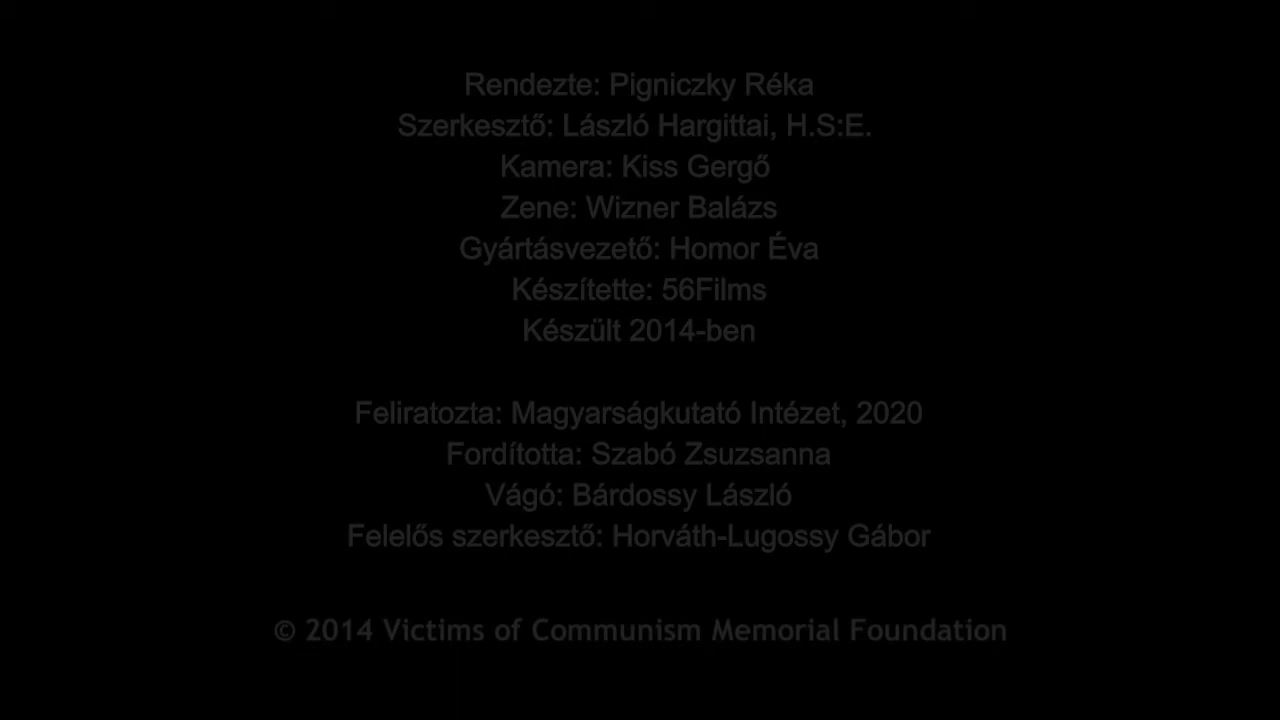 Rendezte: Pigniczky Réka
Szerkesztő: László Hargittai, H.S:E.
Kamera: Kiss Gergő
Zene: Wizner Balázs
Gyártásvezető: Homor Éva
Készítette: 56Films
Készült 2014-ben
Feliratozta: Magyarságkutató Intézet, 2020
Fordította: Szabó Zsuzsanna
Vágó: Bárdossy László
Felelős szerkesztő: Horváth-Lugossy Gábor
© 2014 Victims of Communism Memorial Foundation